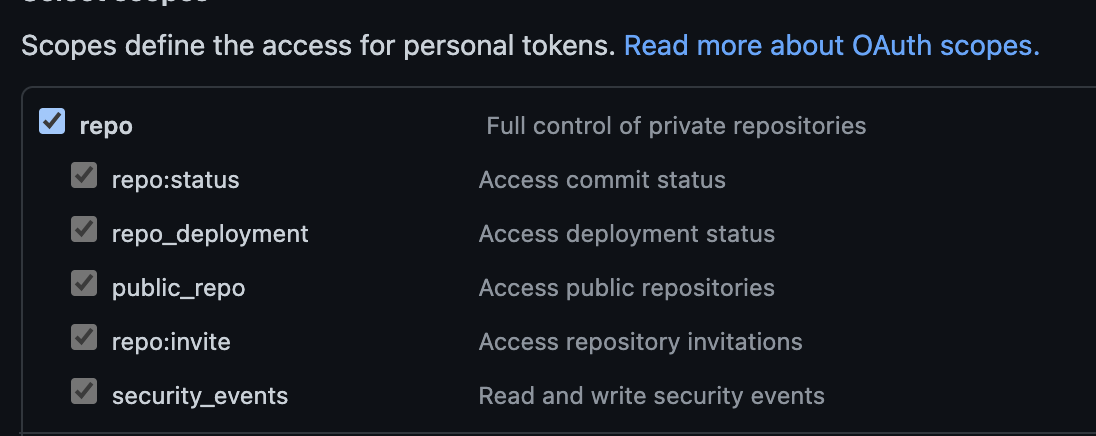 Select scopes
Scopes define the access for personal tokens. Read more about OAuth scopes.
repo Full control of private repositories
repo:status Access commit status
repo_deployment Access deployment status
public_repo Access public repositories
repo:invite Access repository invitations
security_events Read and write security events